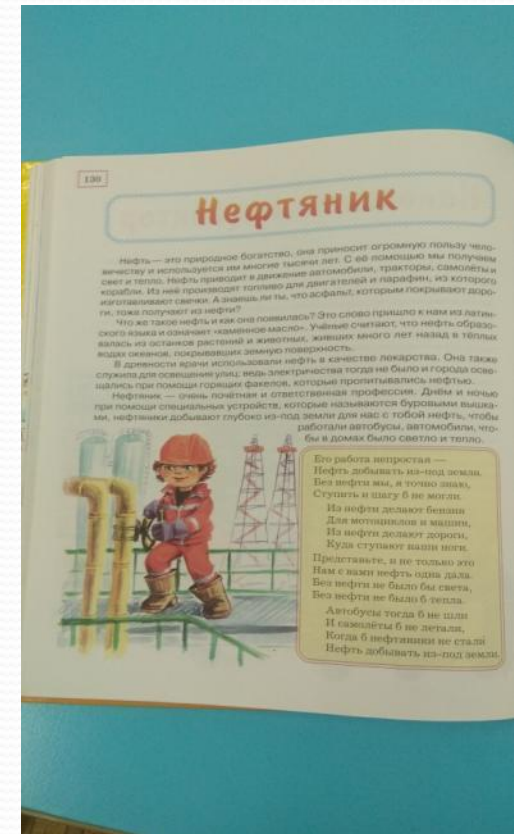 130
Нефтяник
Нефть — это природное богатство, она приносит огромную пользу чело-
вечеству и используется им многие тысячи лет. С её помощью мы получаем
свет и тепло. Нефть приводит в движение автомобили, тракторы, самолёты и
корабли. Из неё производят топливо для двигателей и парафин, из которого
изготавливают свечки. А знаешь ли ты, что асфальт, которым покрывают доро-
ги, тоже получают из нефти?
Что же такое нефть и как она появилась? Это слово пришло к нам из латин-
ского языка и означает «каменное масло». Учёные считают, что нефть образо-
валась из останков растений и животных, живших много лет назад в тёплых
водах океанов, покрывавших земную поверхность.
В древности врачи использовали нефть в качестве лекарства. Она также
служила для освещения улиц, ведь электричества тогда не было и города осве-
щались при помощи горящих факелов, которые пропитывались нефтью.
Нефтяник — очень почётная и ответственная профессия. Днём и ночью
при помощи специальных устройств, которые называются буровыми вышка-
ми, нефтяники добывают глубоко из-под земли для нас с тобой нефть, чтобы
работали автобусы, автомобили, что-
бы в домах было светло и тепло.
Его работа непростая —
Нефть добывать из-под земли.
Без нефти мы, я точно знаю,
Ступить и шагу б не могли.
Из нефти делают бензин
Для мотоциклов и машин,
Из нефти делают дороги,
Куда ступают ваши ноги.
Представьте, и не только это
Нам с вами нефть одна дала.
Без нефти не было бы света,
Без нефти не было б тепла.
Автобусы тогда б не шли
И самолёты б не летали,
Когда б нефтяники не стали
Нефть добывать из-под земли.